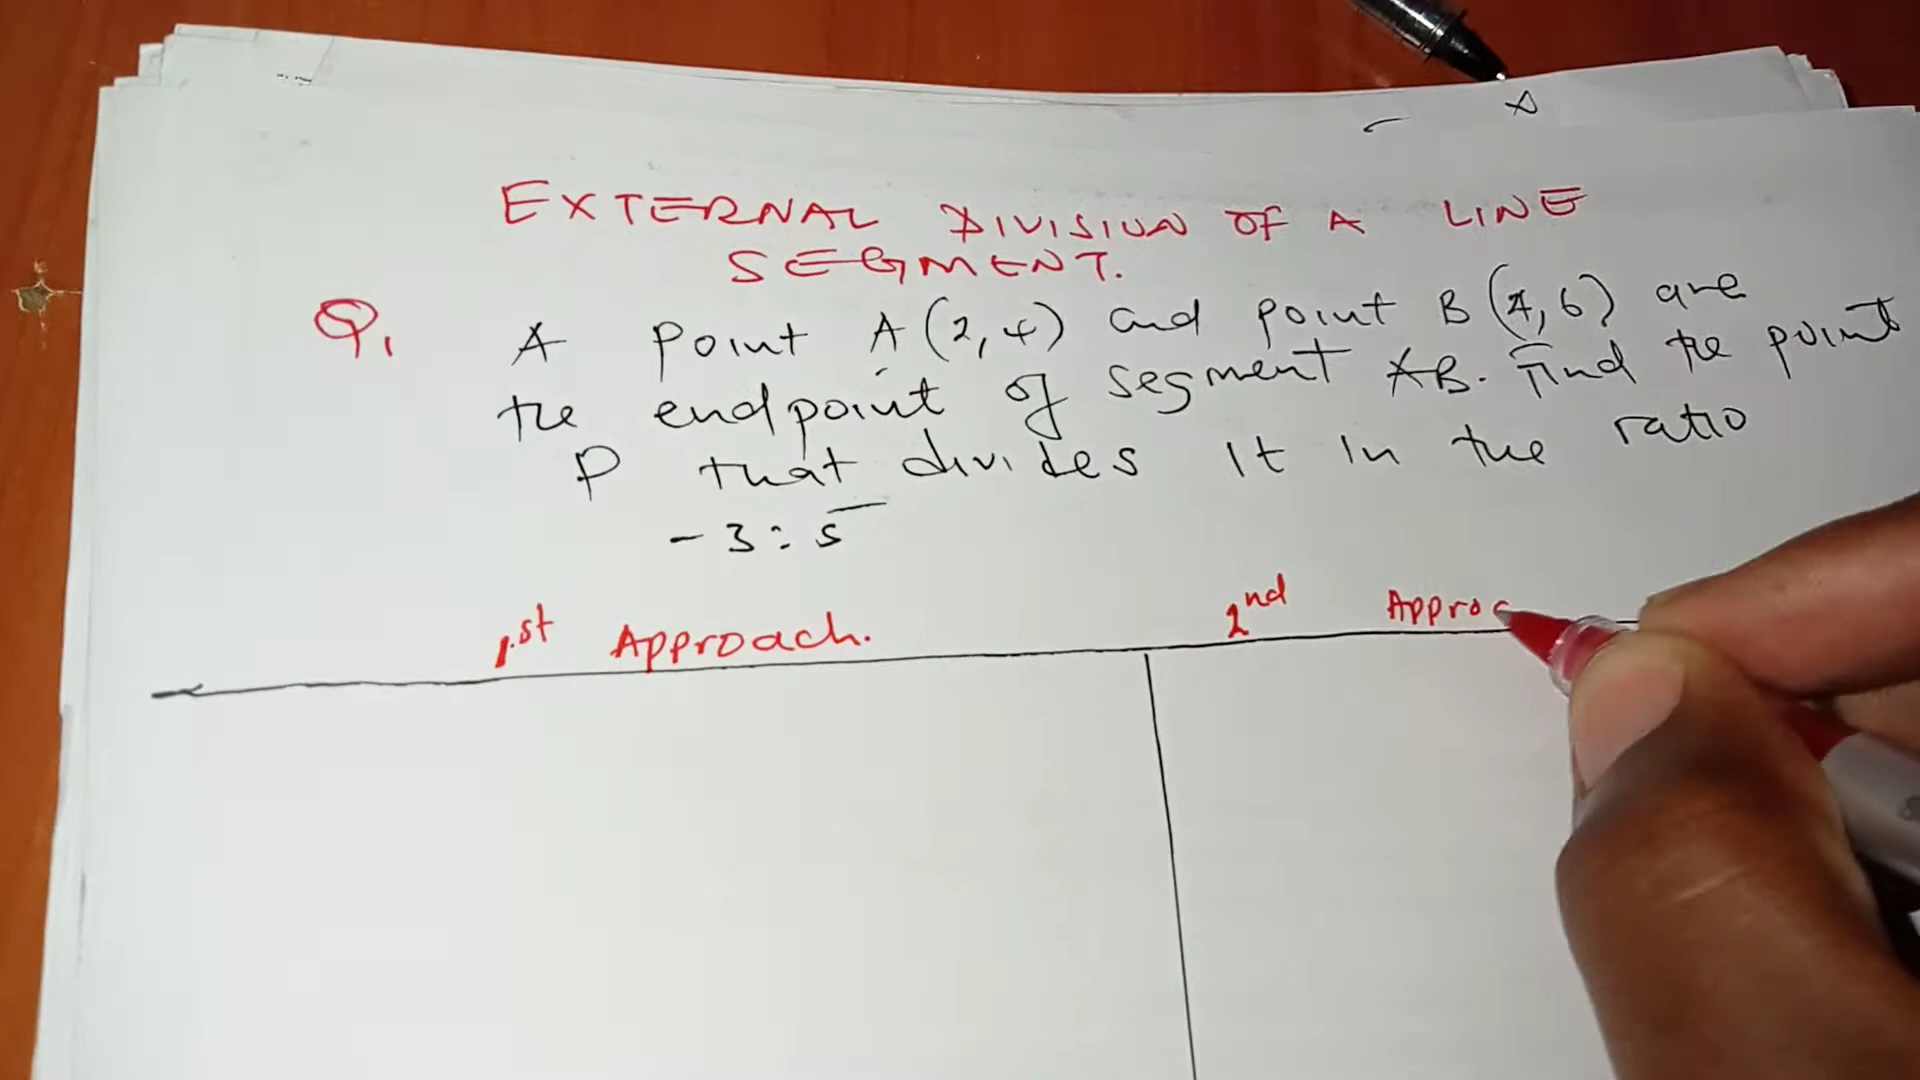 EXTERNAL DIVISION OF A LINE
SEGMENT.
Q1 A point A(2,4) and point B(4,6) are
the endpoint of segment AB. Find the point
P that divides it in the ratio
-3:5
1st Approach. 2nd Approa